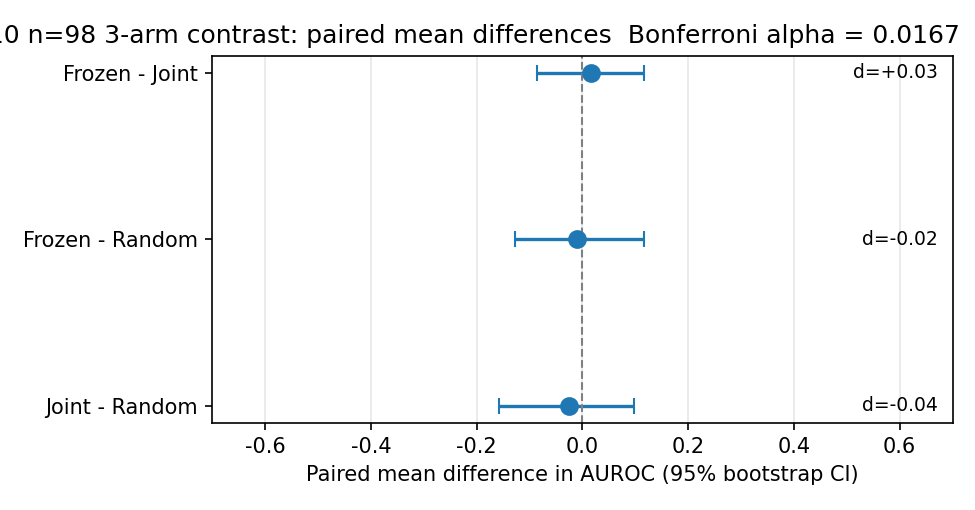 0 n=98 3-arm contrast: paired mean differences  Bonferroni alpha = 0.0167
Frozen - Joint
d=+0.03
Frozen - Random
d=-0.02
Joint - Random
d=-0.04
-0.6 -0.4 -0.2 0.0 0.2 0.4 0.6
Paired mean difference in AUROC (95% bootstrap CI)